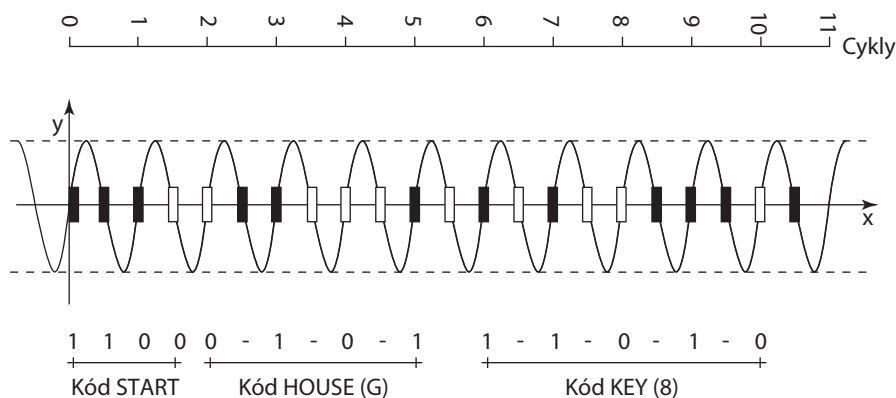 0 1 2 3 4 5 6 7 8 9 10 11
Cykly
y
x
1 1 0 0 0 - 1 - 0 - 1 1 - 1 - 0 - 1 - 0
Kód START Kód HOUSE (G) Kód KEY (8)